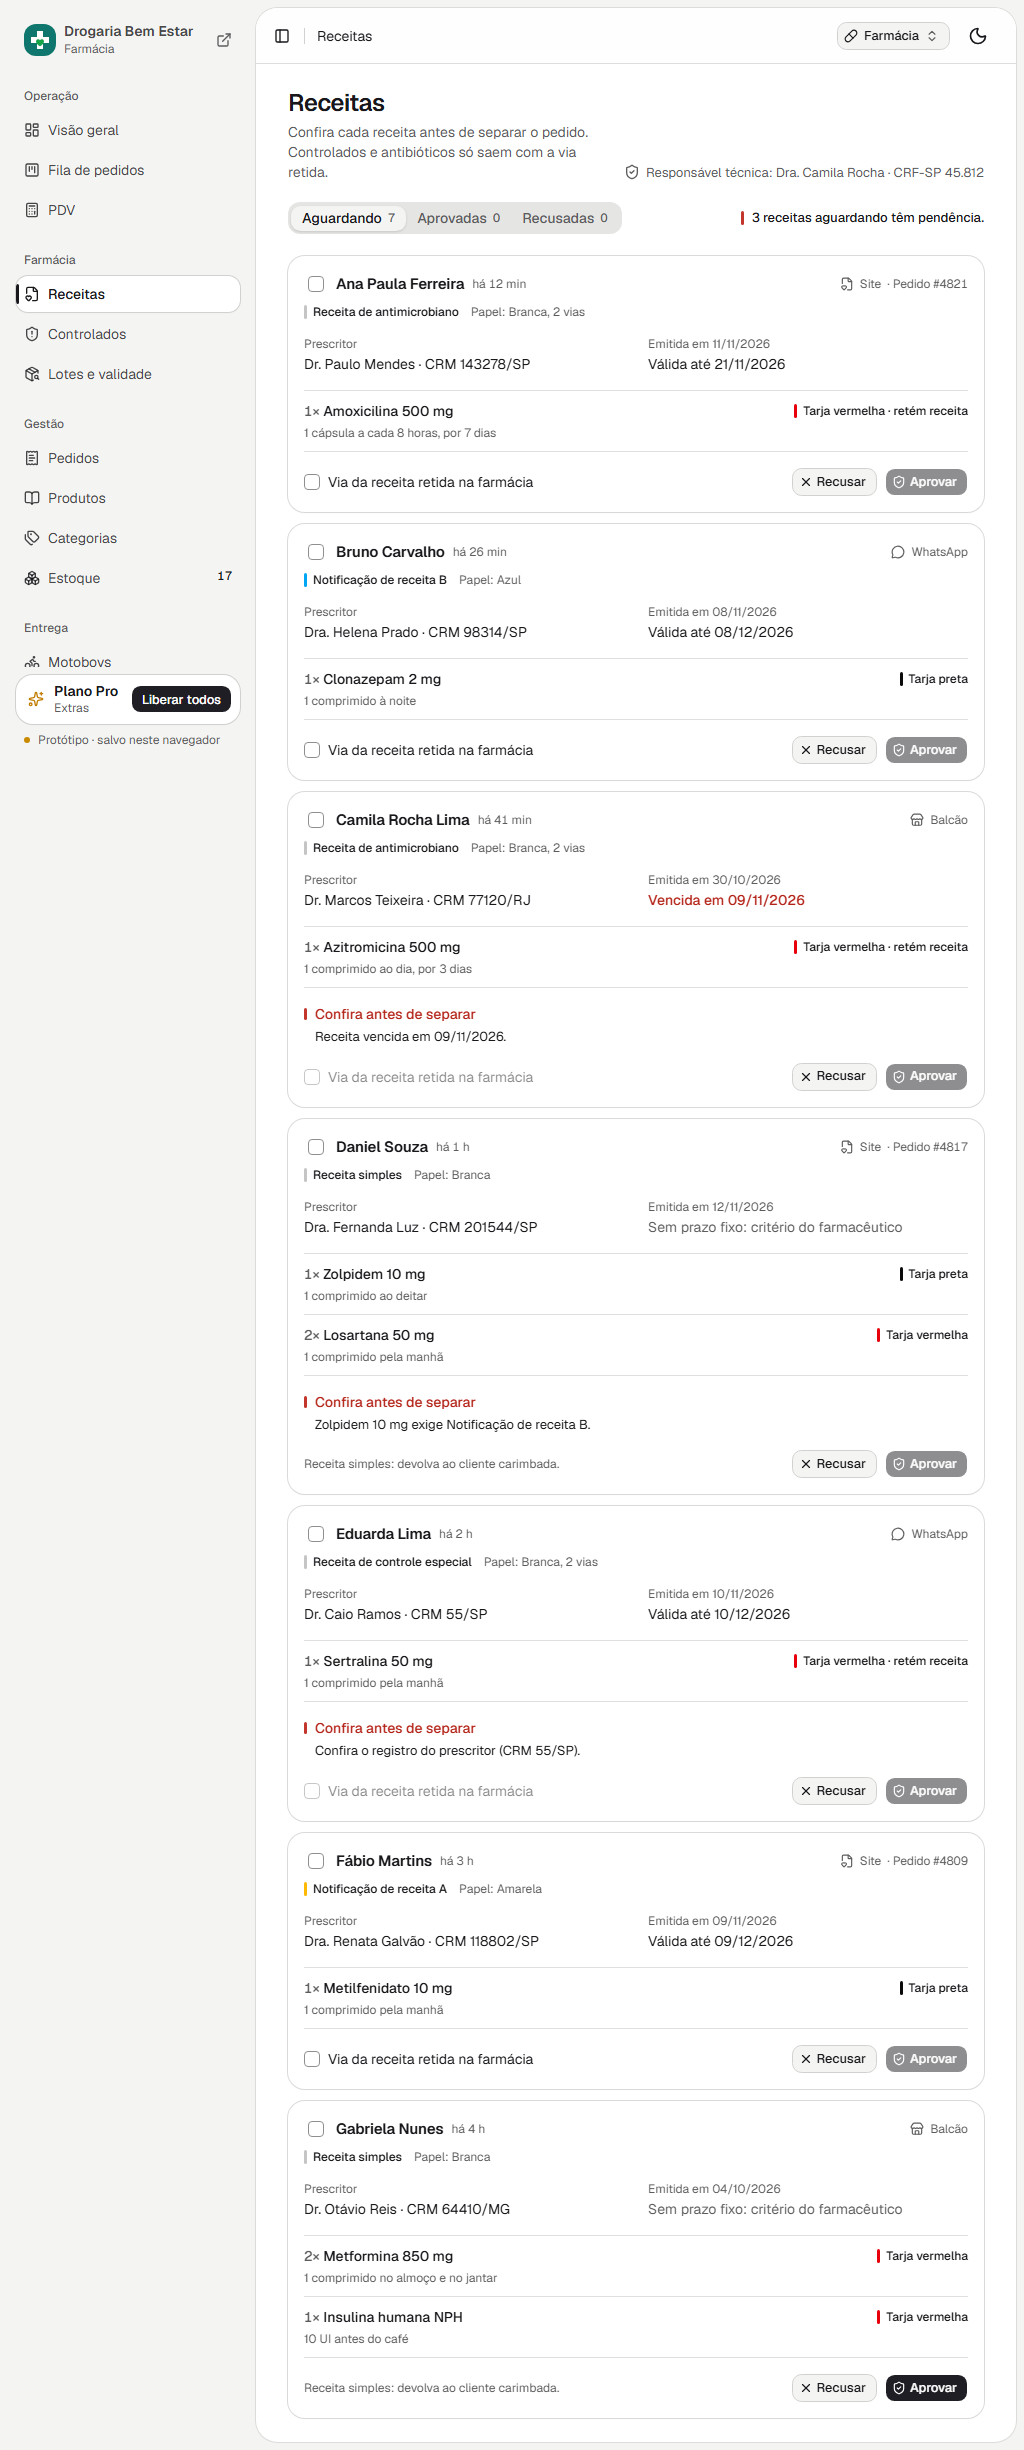 Drogaria Bem Estar
Farmácia
Operação
Visão geral
Fila de pedidos
PDV
Farmácia
Receitas
Controlados
Lotes e validade
Gestão
Pedidos
Produtos
Categorias
Estoque 17
Entrega
Motoboys
Plano Pro
Extras
Liberar todos
Protótipo · salvo neste navegador
Receitas
Farmácia
Receitas
Confira cada receita antes de separar o pedido.
Controlados e antibióticos só saem com a via
retida.
Responsável técnica: Dra. Camila Rocha · CRF-SP 45.812
Aguardando 7 Aprovadas 0 Recusadas 0
3 receitas aguardando têm pendência.
Ana Paula Ferreira há 12 min Site · Pedido #4821
Receita de antimicrobiano Papel: Branca, 2 vias
Prescritor Emitida em 11/11/2026
Dr. Paulo Mendes · CRM 143278/SP Válida até 21/11/2026
1× Amoxicilina 500 mg Tarja vermelha · retém receita
1 cápsula a cada 8 horas, por 7 dias
Via da receita retida na farmácia Recusar Aprovar
Bruno Carvalho há 26 min WhatsApp
Notificação de receita B Papel: Azul
Prescritor Emitida em 08/11/2026
Dra. Helena Prado · CRM 98314/SP Válida até 08/12/2026
1× Clonazepam 2 mg Tarja preta
1 comprimido à noite
Via da receita retida na farmácia Recusar Aprovar
Camila Rocha Lima há 41 min Balcão
Receita de antimicrobiano Papel: Branca, 2 vias
Prescritor Emitida em 30/10/2026
Dr. Marcos Teixeira · CRM 77120/RJ Vencida em 09/11/2026
1× Azitromicina 500 mg Tarja vermelha · retém receita
1 comprimido ao dia, por 3 dias
Confira antes de separar
Receita vencida em 09/11/2026.
Via da receita retida na farmácia Recusar Aprovar
Daniel Souza há 1 h Site · Pedido #4817
Receita simples Papel: Branca
Prescritor Emitida em 12/11/2026
Dra. Fernanda Luz · CRM 201544/SP Sem prazo fixo: critério do farmacêutico
1× Zolpidem 10 mg Tarja preta
1 comprimido ao deitar
2× Losartana 50 mg Tarja vermelha
1 comprimido pela manhã
Confira antes de separar
Zolpidem 10 mg exige Notificação de receita B.
Receita simples: devolva ao cliente carimbada. Recusar Aprovar
Eduarda Lima há 2 h WhatsApp
Receita de controle especial Papel: Branca, 2 vias
Prescritor Emitida em 10/11/2026
Dr. Caio Ramos · CRM 55/SP Válida até 10/12/2026
1× Sertralina 50 mg Tarja vermelha · retém receita
1 comprimido pela manhã
Confira antes de separar
Confira o registro do prescritor (CRM 55/SP).
Via da receita retida na farmácia Recusar Aprovar
Fábio Martins há 3 h Site · Pedido #4809
Notificação de receita A Papel: Amarela
Prescritor Emitida em 09/11/2026
Dra. Renata Galvão · CRM 118802/SP Válida até 09/12/2026
1× Metilfenidato 10 mg Tarja preta
1 comprimido pela manhã
Via da receita retida na farmácia Recusar Aprovar
Gabriela Nunes há 4 h Balcão
Receita simples Papel: Branca
Prescritor Emitida em 04/10/2026
Dr. Otávio Reis · CRM 64410/MG Sem prazo fixo: critério do farmacêutico
2× Metformina 850 mg Tarja vermelha
1 comprimido no almoço e no jantar
1× Insulina humana NPH Tarja vermelha
10 UI antes do café
Receita simples: devolva ao cliente carimbada. Recusar Aprovar